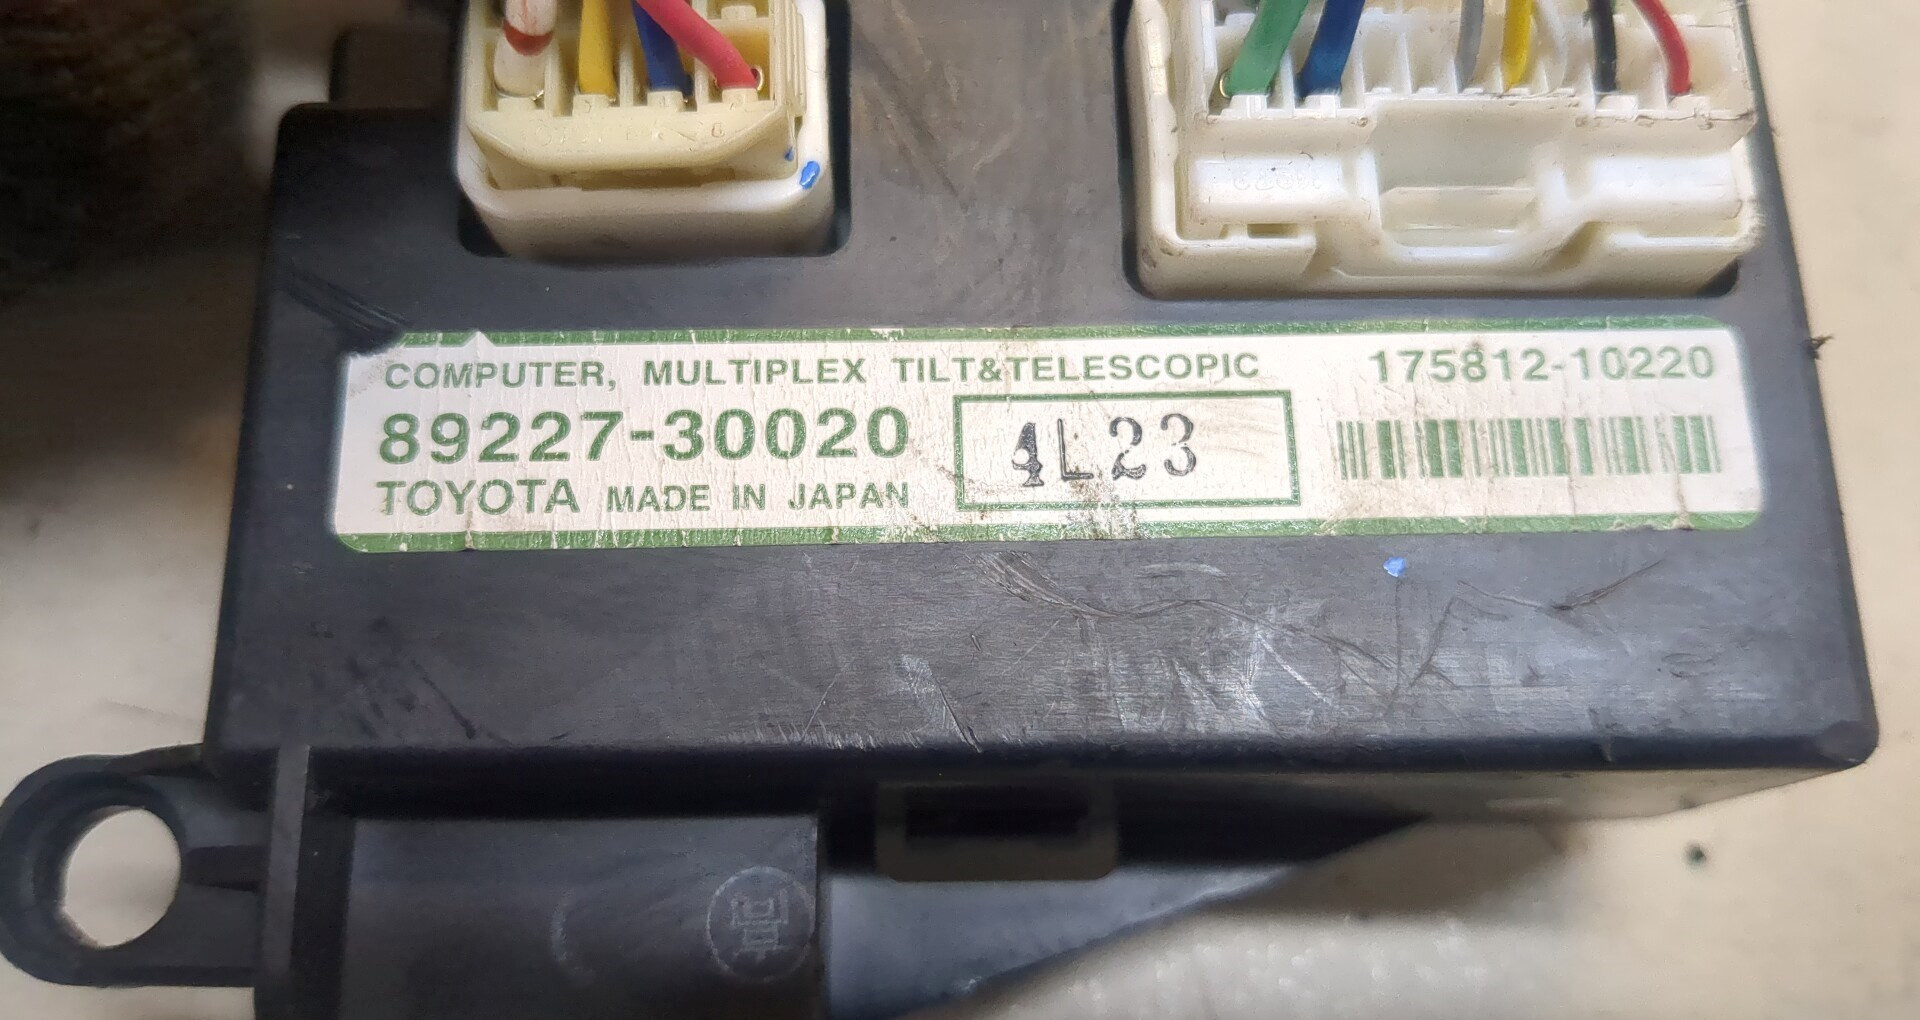 COMPUTER, MULTIPLEX TILT&TELESCOPIC 175812-10220
89227-30020 4L23
TOYOTA MADE IN JAPAN